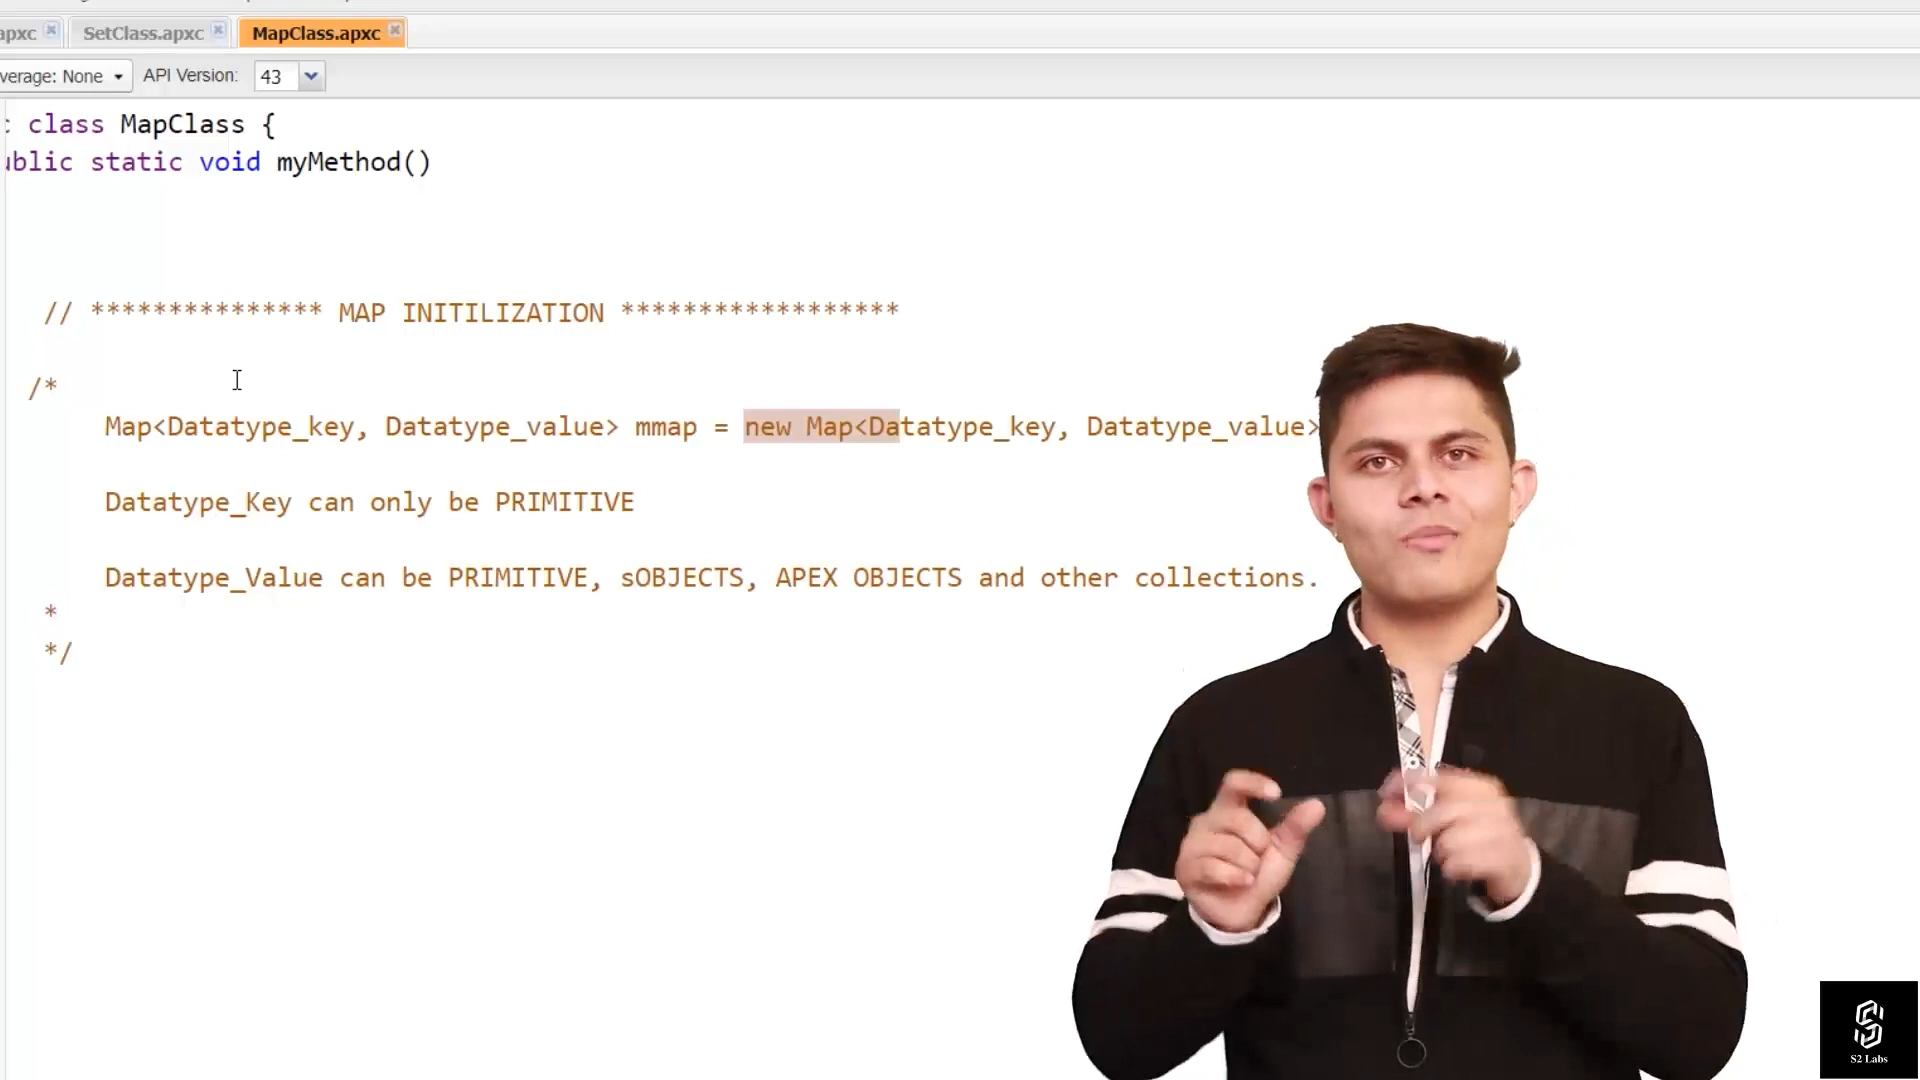 apxc SetClass.apxc MapClass.apxc
verage: None API Version: 43
c class MapClass {
ublic static void myMethod()
// *************** MAP INITILIZATION ******************
/*
Map<Datatype_key, Datatype_value> mmap = new Map<Datatype_key, Datatype_value>
Datatype_Key can only be PRIMITIVE
Datatype_Value can be PRIMITIVE, sOBJECTS, APEX OBJECTS and other collections.
*
*/
S2 Labs